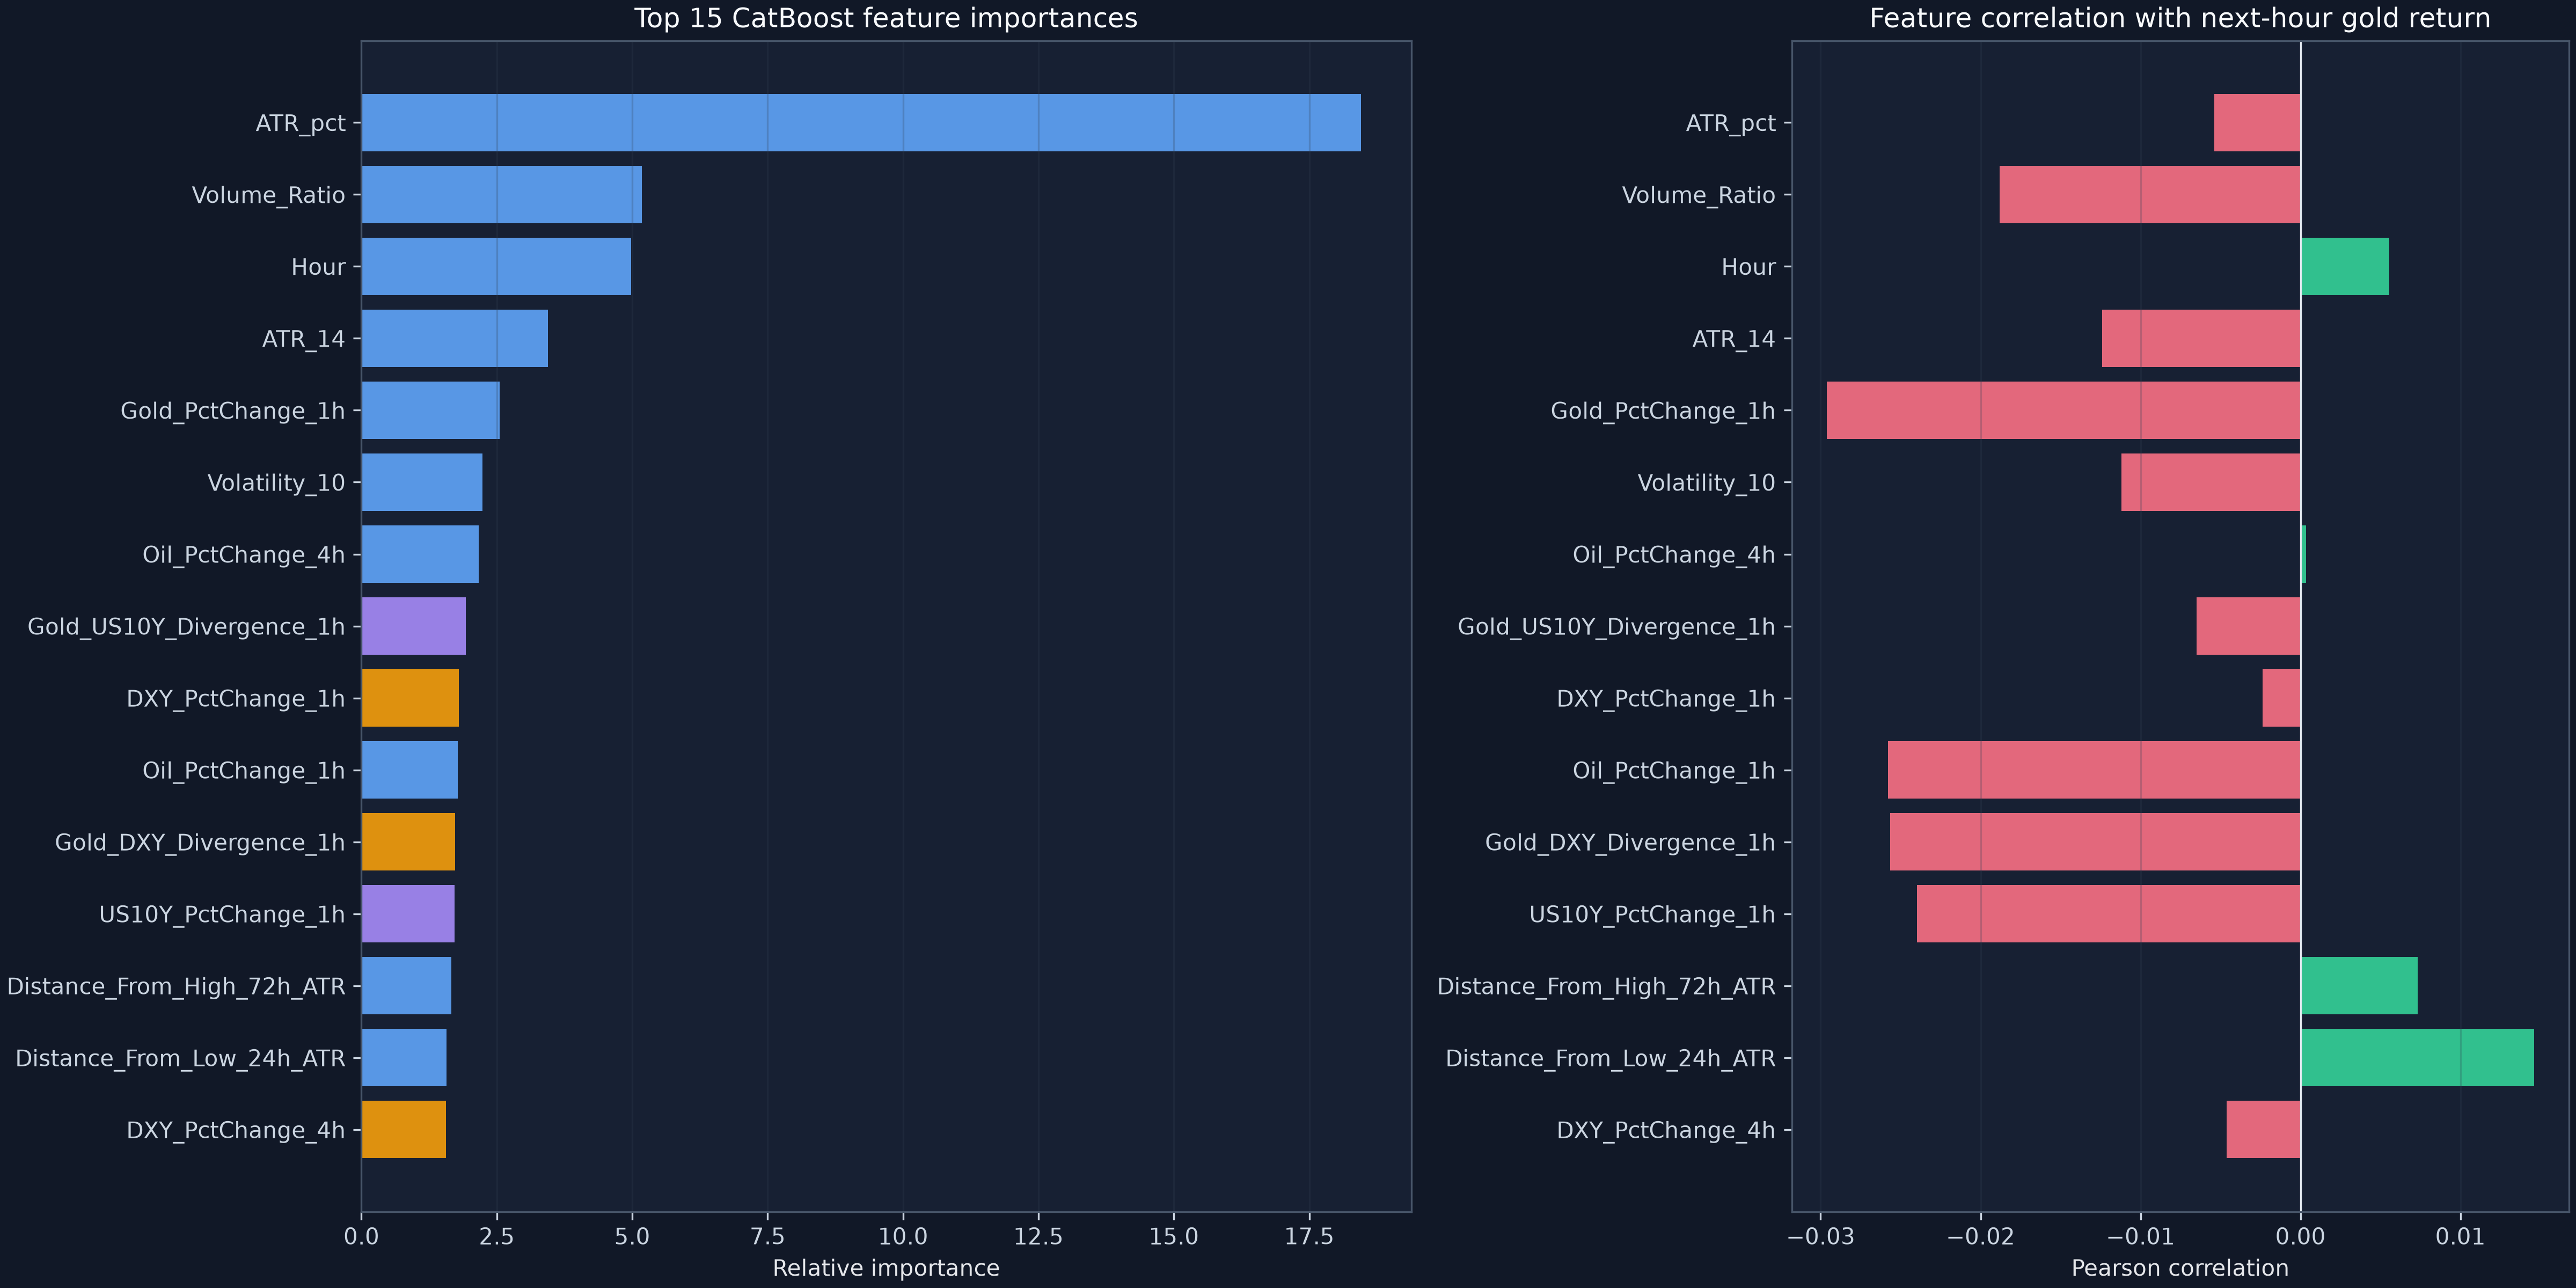 Top 15 CatBoost feature importances
ATR_pct
Volume_Ratio
Hour
ATR_14
Gold_PctChange_1h
Volatility_10
Oil_PctChange_4h
Gold_US10Y_Divergence_1h
DXY_PctChange_1h
Oil_PctChange_1h
Gold_DXY_Divergence_1h
US10Y_PctChange_1h
Distance_From_High_72h_ATR
Distance_From_Low_24h_ATR
DXY_PctChange_4h
0.0 2.5 5.0 7.5 10.0 12.5 15.0 17.5
Relative importance
Feature correlation with next-hour gold return
ATR_pct
Volume_Ratio
Hour
ATR_14
Gold_PctChange_1h
Volatility_10
Oil_PctChange_4h
Gold_US10Y_Divergence_1h
DXY_PctChange_1h
Oil_PctChange_1h
Gold_DXY_Divergence_1h
US10Y_PctChange_1h
Distance_From_High_72h_ATR
Distance_From_Low_24h_ATR
DXY_PctChange_4h
−0.03 −0.02 −0.01 0.00 0.01
Pearson correlation